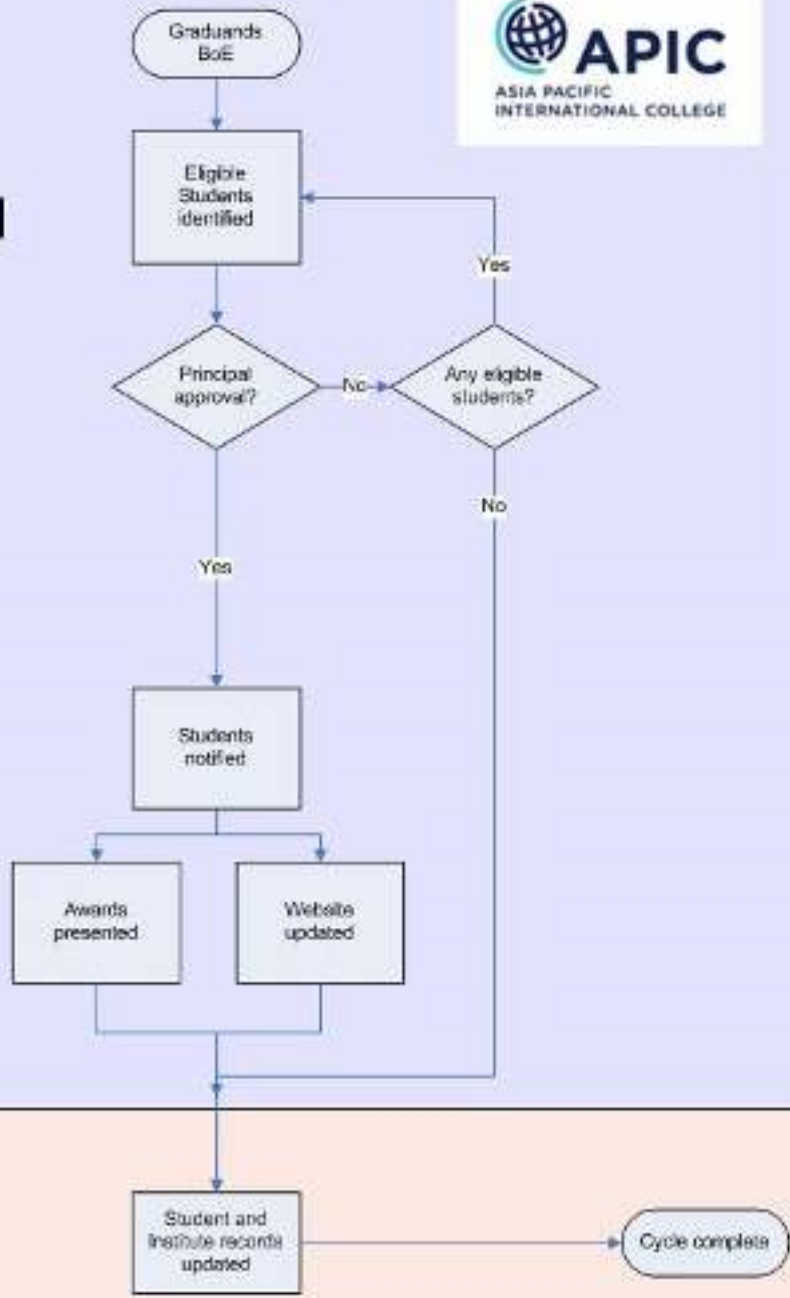 Graduands
BoE
APIC
ASIA PACIFIC
INTERNATIONAL COLLEGE
Eligible
Students
identified
Yes
Principal
approval?
No
Any eligible
students?
No
Yes
Students
notified
Awards
presented
Website
updated
Student and
Institute records
updated
Cycle complete